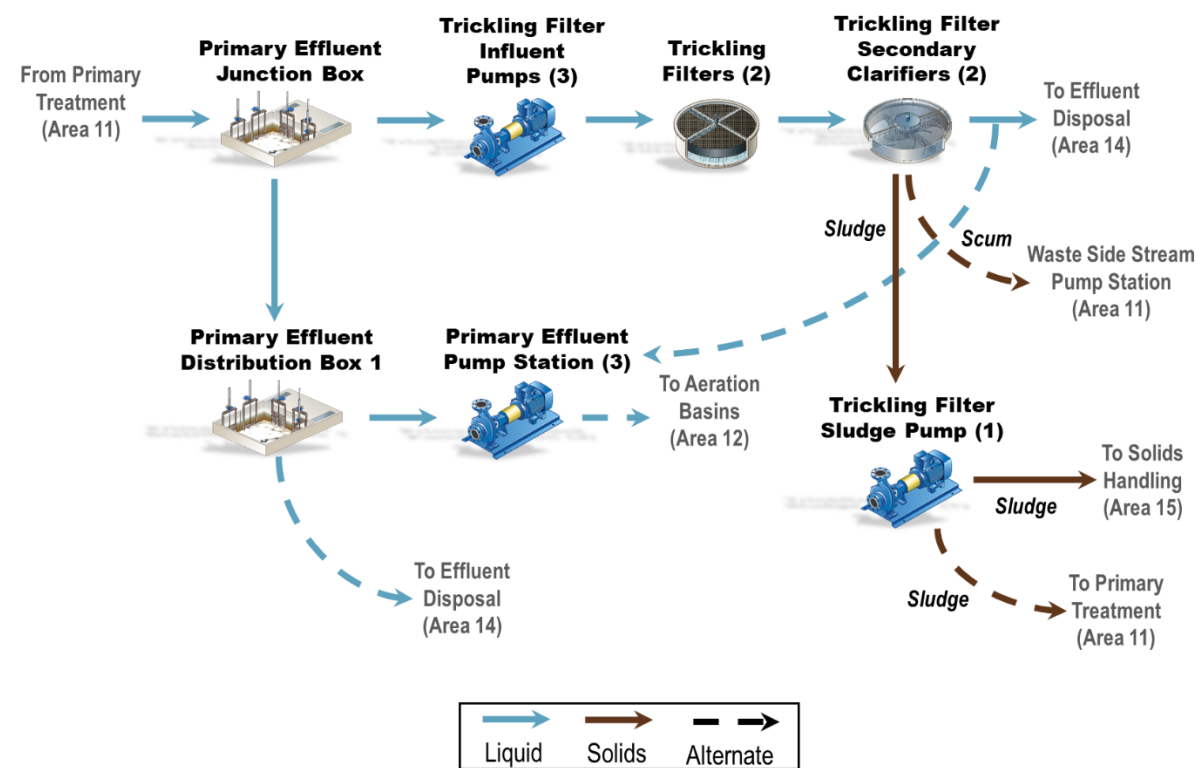 From Primary
Treatment
(Area 11)
Primary Effluent
Junction Box
Trickling Filter
Influent
Pumps (3)
Trickling
Filters (2)
Trickling Filter
Secondary
Clarifiers (2)
To Effluent
Disposal
(Area 14)
Sludge
Scum
Waste Side Stream
Pump Station
(Area 11)
Primary Effluent
Distribution Box 1
Primary Effluent
Pump Station (3)
To Aeration
Basins
(Area 12)
Trickling Filter
Sludge Pump (1)
To Solids
Handling
(Area 15)
Sludge
To Effluent
Disposal
(Area 14)
Sludge
To Primary
Treatment
(Area 11)
Liquid
Solids
Alternate